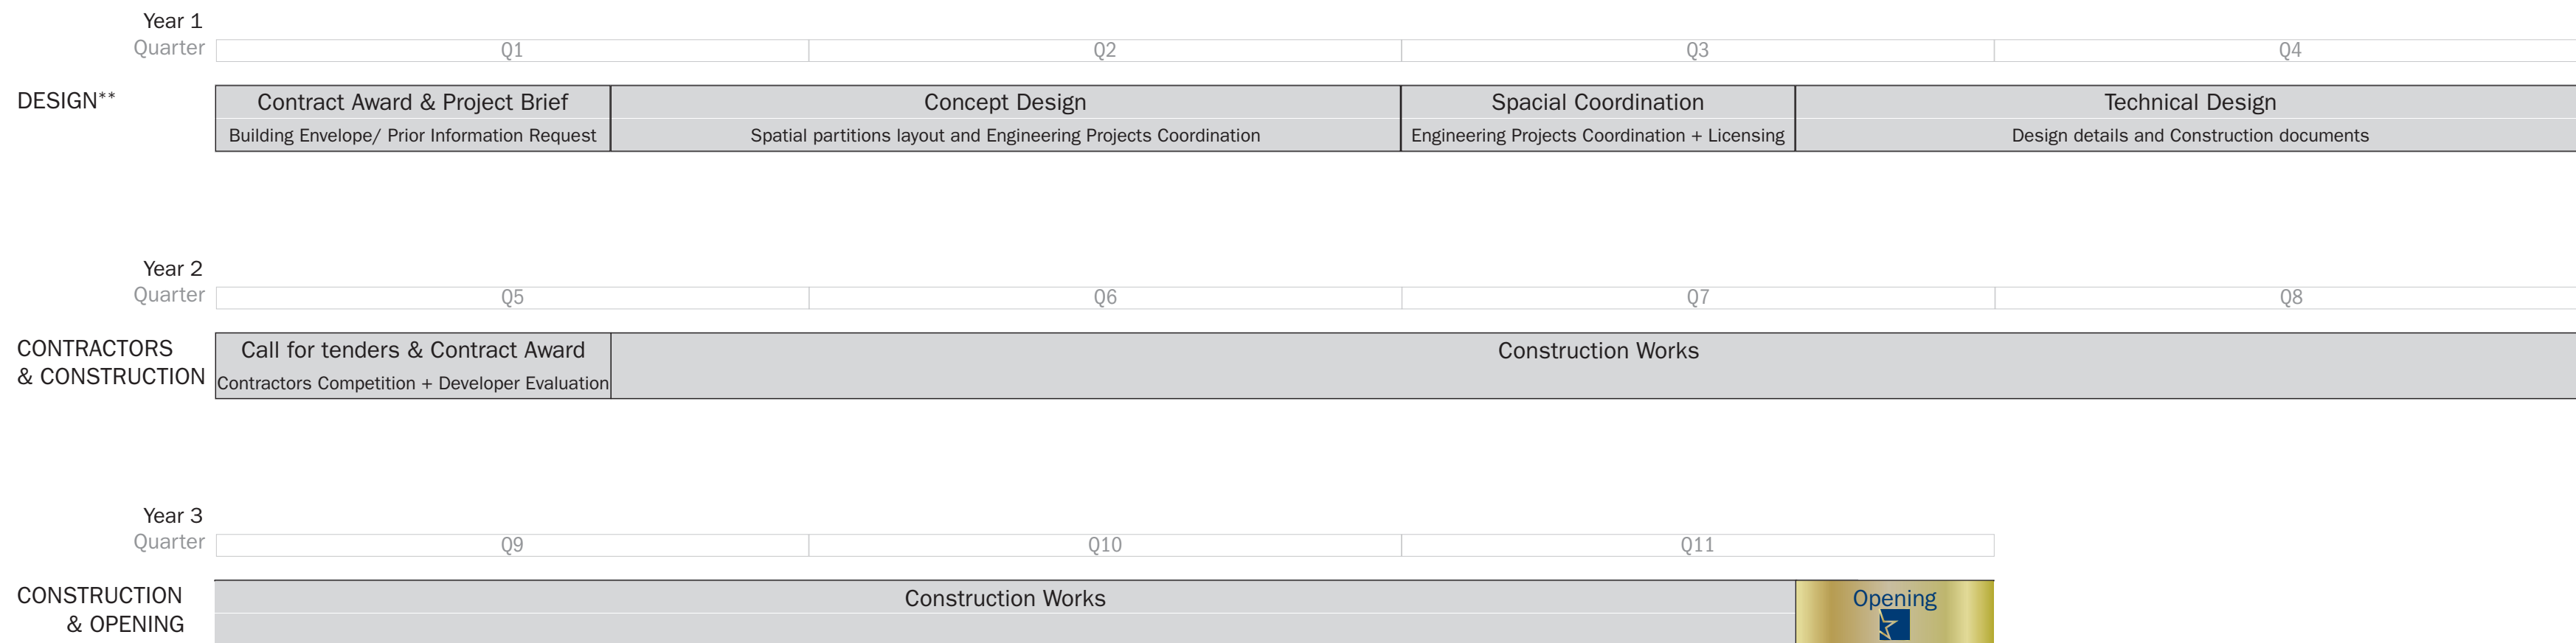 Year 1
Quarter Q1 Q2 Q3 Q4
DESIGN** Contract Award & Project Brief Concept Design Spacial Coordination Technical Design
Building Envelope/ Prior Information Request Spatial partitions layout and Engineering Projects Coordination Engineering Projects Coordination + Licensing Design details and Construction documents
Year 2
Quarter Q5 Q6 Q7 Q8
CONTRACTORS Call for tenders & Contract Award Construction Works
& CONSTRUCTION Contractors Competition + Developer Evaluation
Year 3
Quarter Q9 Q10 Q11
CONSTRUCTION Construction Works Opening
& OPENING